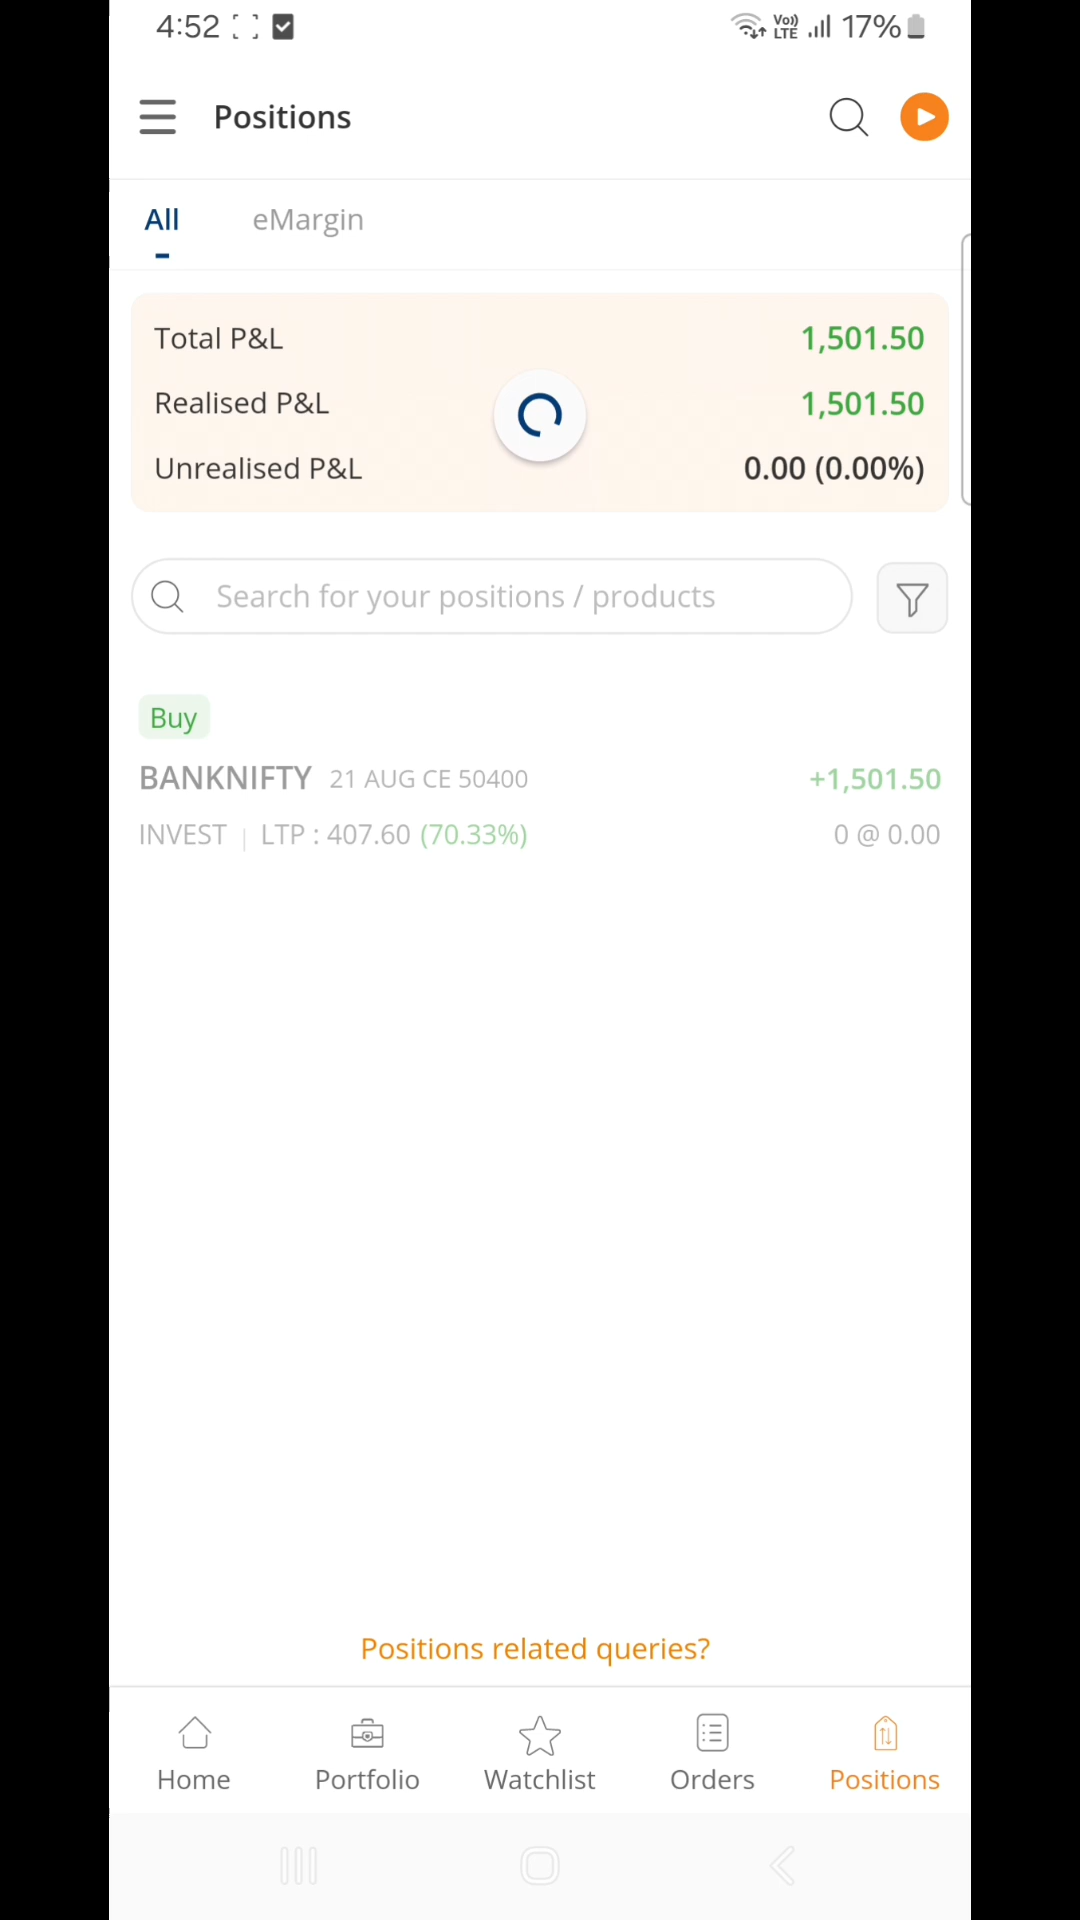 4:52 Vo)) LTE 17%
Positions
All eMargin
Total P&L 1,501.50
Realised P&L 1,501.50
Unrealised P&L 0.00 (0.00%)
Search for your positions / products
Buy
BANKNIFTY 21 AUG CE 50400 +1,501.50
INVEST | LTP : 407.60 (70.33%) 0 @ 0.00
Positions related queries?
Home Portfolio Watchlist Orders Positions